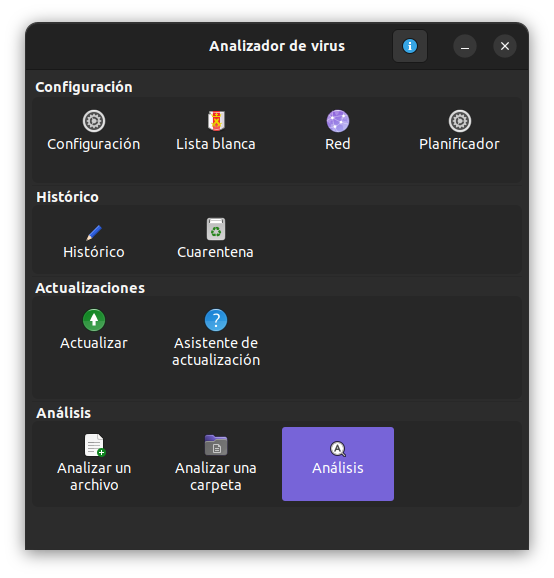 Analizador de virus
Configuración
Configuración Lista blanca Red Planificador
Histórico
Histórico Cuarentena
Actualizaciones
Actualizar Asistente de
actualización
Análisis
Analizar un Analizar una Análisis
archivo carpeta